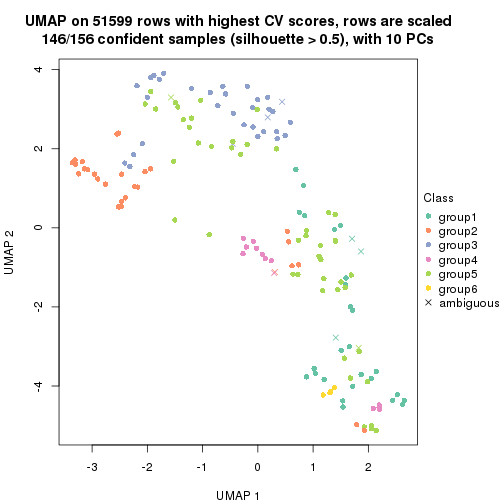 UMAP on 51599 rows with highest CV scores, rows are scaled
146/156 confident samples (silhouette > 0.5), with 10 PCs
4
2
0
-2
-4
UMAP 2
-3
-2
-1
0
1
2
UMAP 1
Class
group1
group2
group3
group4
group5
group6
ambiguous